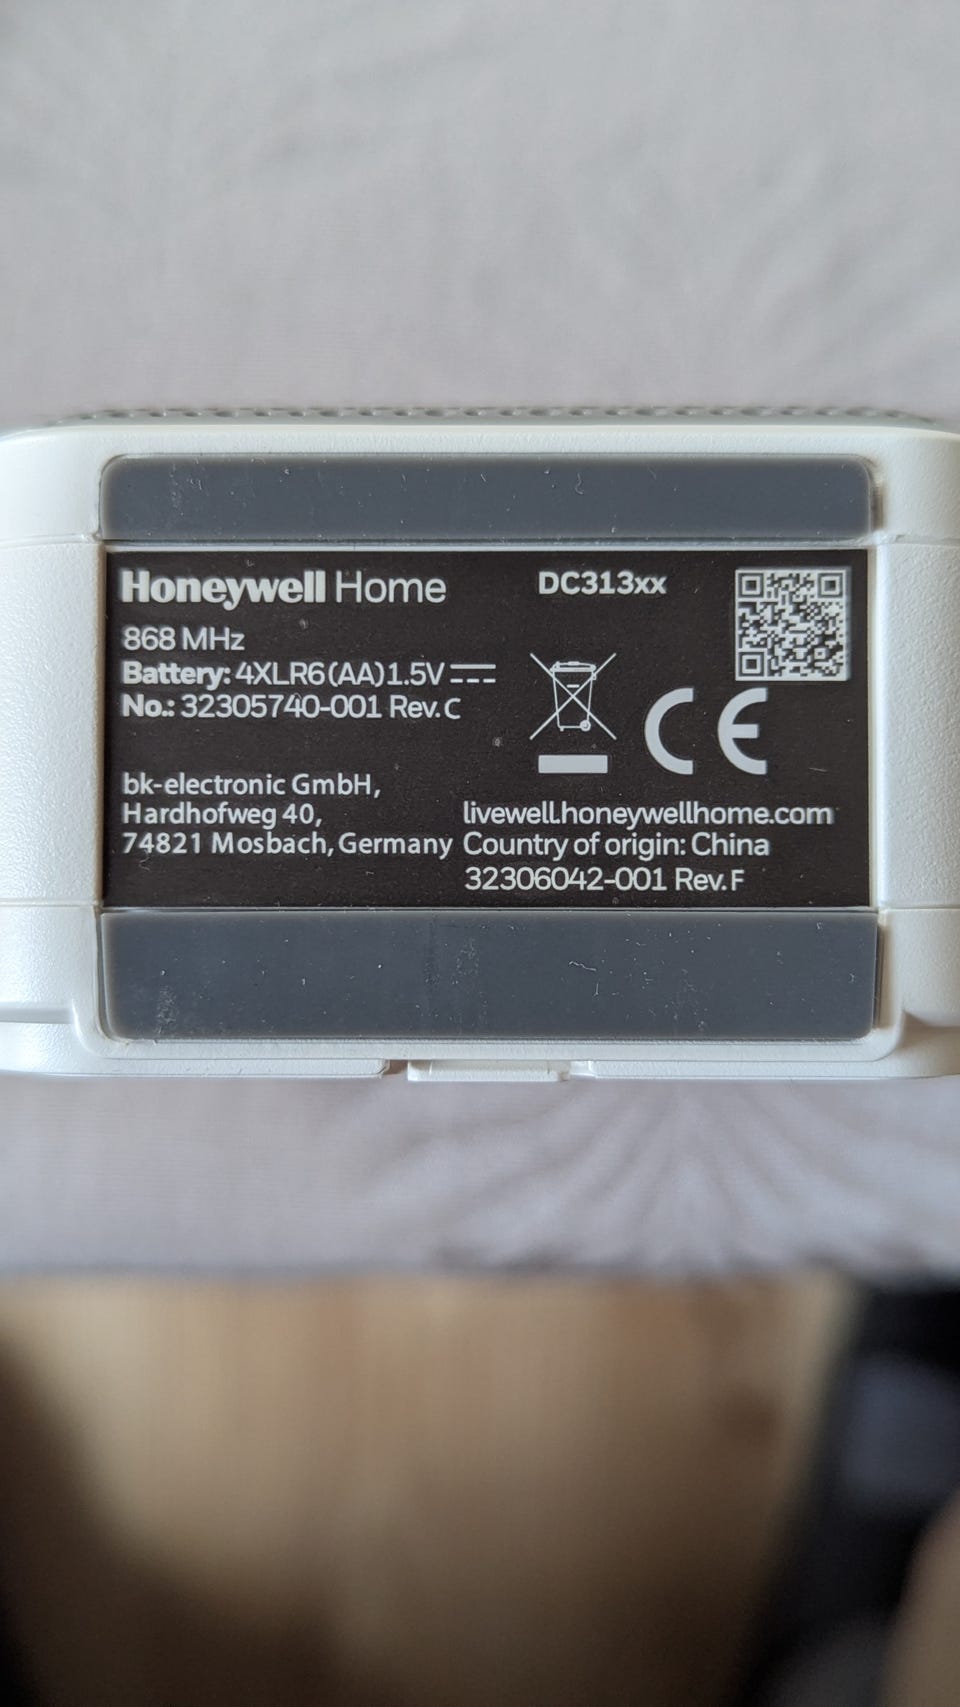 Honeywell Home
DC313xx
868 MHz
Battery: 4XLR6(AA)1.5V
No.: 32305740-001 Rev. C
CE
bk-electronic GmbH,
Hardhofweg 40,
74821 Mosbach, Germany
livewell.honeywellhome.com
Country of origin: China
32306042-001 Rev. F